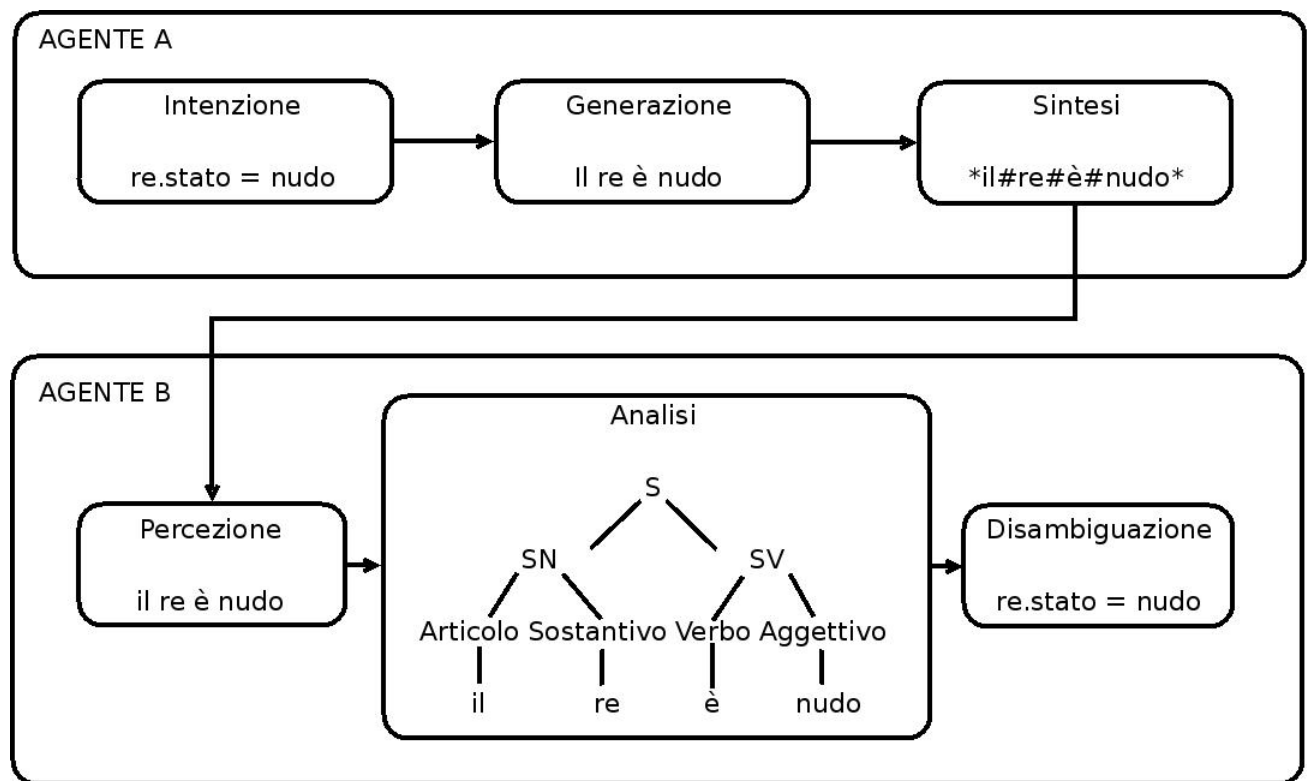 AGENTE A
Intenzione
re.stato = nudo
Generazione
Il re è nudo
Sintesi
*il#re#è#nudo*
AGENTE B
Percezione
il re è nudo
Analisi
S
SN SV
Articolo Sostantivo Verbo Aggettivo
il re è nudo
Disambiguazione
re.stato = nudo